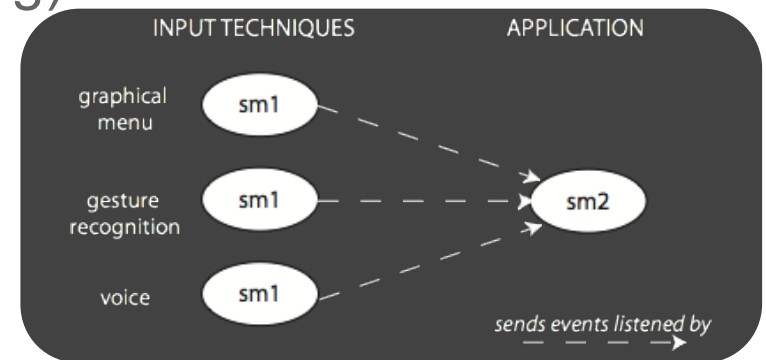 INPUT TECHNIQUES APPLICATION
graphical
menu
sm1
gesture
recognition
sm1
sm2
voice
sm1
sends events listened by